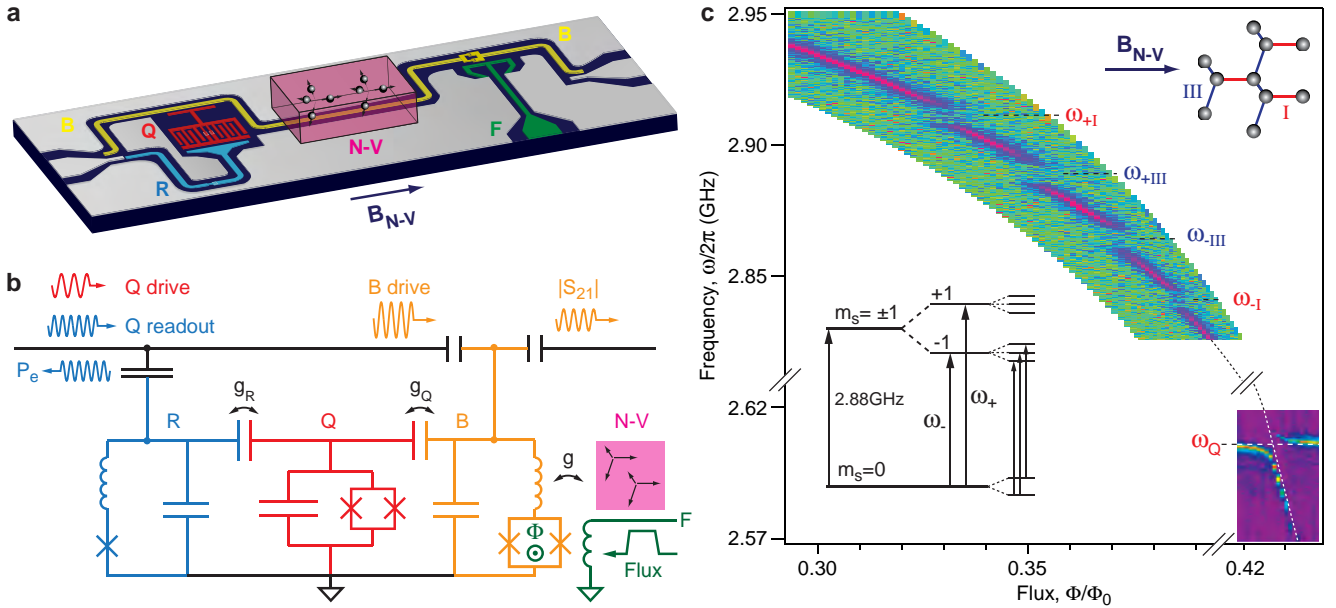 a
B
Q
R
N-V
B
F
B_N-V
b
Q drive
Q readout
P_e
B drive
|S_21|
g_R
g_Q
R
Q
B
N-V
g
Φ
F
Flux
c
2.95
2.90
2.85
2.62
2.57
Frequency, ω/2π (GHz)
0.30
0.35
0.42
Flux, Φ/Φ_0
B_N-V
III
I
ω_+I
ω_+III
ω_-III
ω_-I
ω_Q
m_s= ±1
+1
-1
2.88GHz
ω_-
ω_+
m_s=0